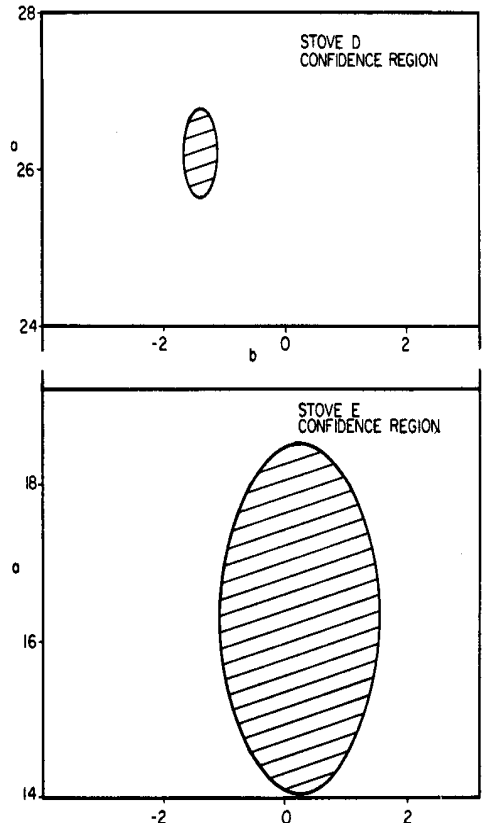 28
STOVE D
CONFIDENCE REGION
a
26
24
-2 0 2
b
STOVE E
CONFIDENCE REGION
18
a
16
14
-2 0 2